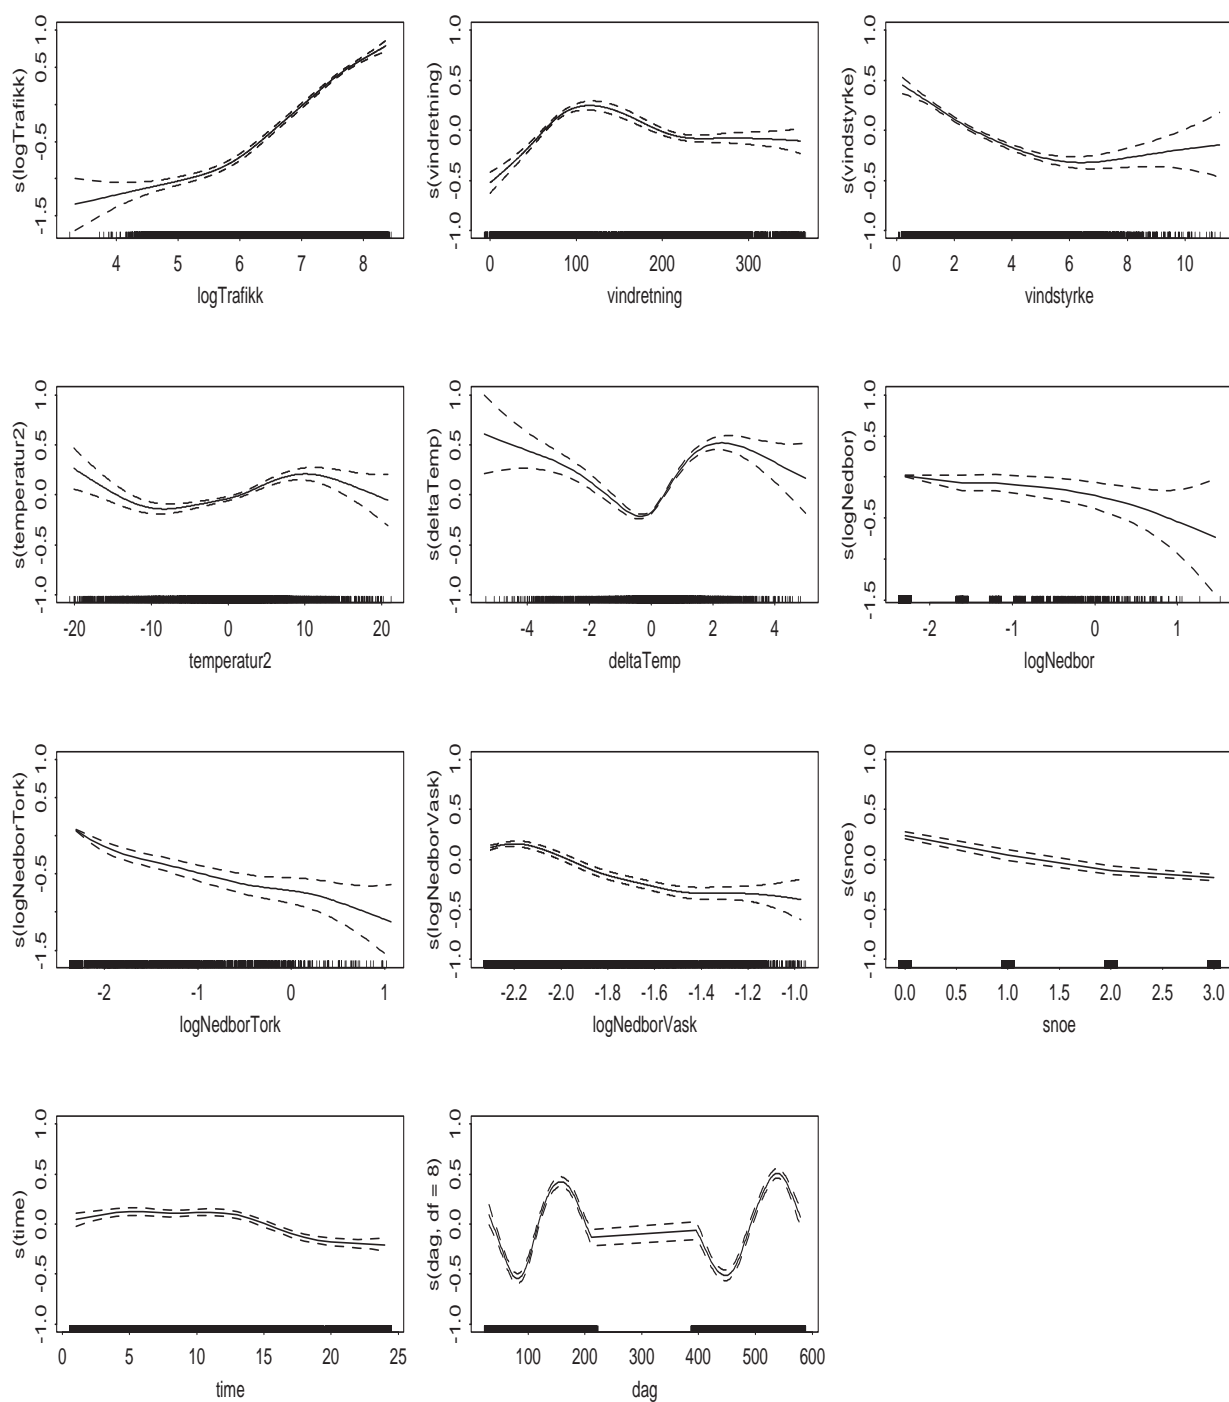 s(logTrafikk)
-1.5 -0.5 0.5 1.0
4 5 6 7 8
logTrafikk
s(vindretning)
-1.0 -0.5 0.0 0.5 1.0
0 100 200 300
vindretning
s(vindstyrke)
-1.0 -0.5 0.0 0.5 1.0
0 2 4 6 8 10
vindstyrke
s(temperatur2)
-1.0 -0.5 0.0 0.5 1.0
-20 -10 0 10 20
temperatur2
s(deltaTemp)
-1.0 -0.5 0.0 0.5 1.0
-4 -2 0 2 4
deltaTemp
s(logNedbor)
-1.5 -0.5 0.5 1.0
-2 -1 0 1
logNedbor
s(logNedborTork)
-1.5 -0.5 0.5 1.0
-2 -1 0 1
logNedborTork
s(logNedborVask)
-1.0 -0.5 0.0 0.5 1.0
-2.2 -2.0 -1.8 -1.6 -1.4 -1.2 -1.0
logNedborVask
s(snoe)
-1.0 -0.5 0.0 0.5 1.0
0.0 0.5 1.0 1.5 2.0 2.5 3.0
snoe
s(time)
-1.0 -0.5 0.0 0.5 1.0
0 5 10 15 20 25
time
s(dag, df = 8)
-1.0 -0.5 0.0 0.5 1.0
100 200 300 400 500 600
dag